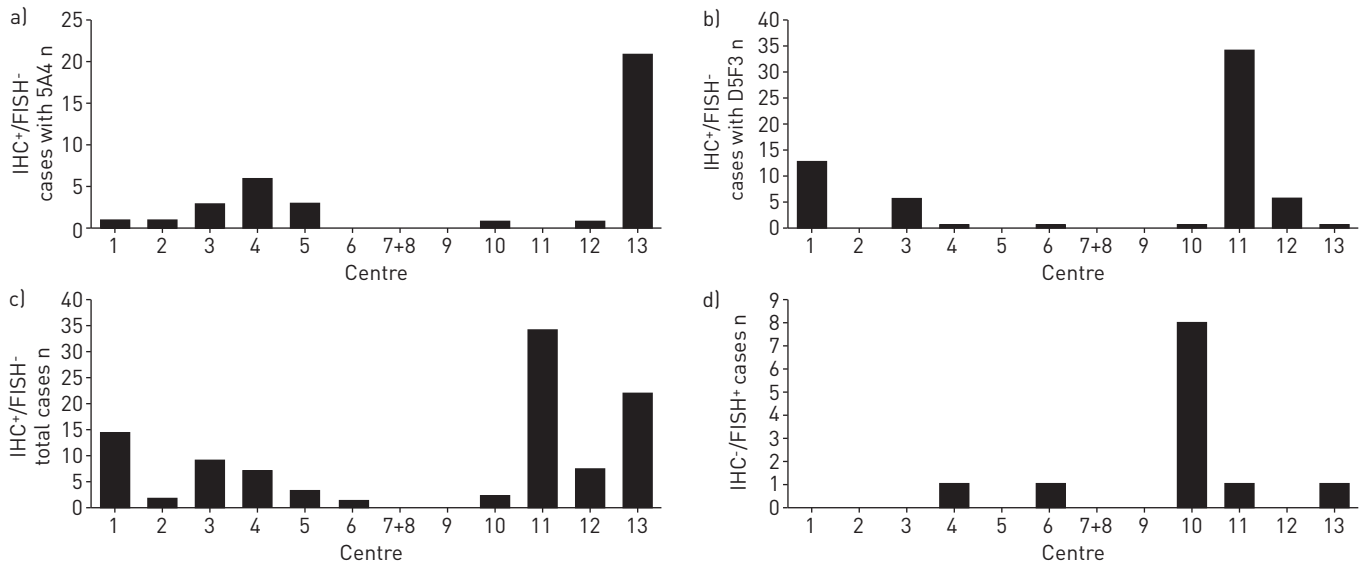 a)
IHC+/FISH-
cases with 5A4 n
25
20
15
10
5
0
1 2 3 4 5 6 7+8 9 10 11 12 13
Centre
b)
IHC+/FISH-
cases with D5F3 n
40
35
30
25
20
15
10
5
0
1 2 3 4 5 6 7+8 9 10 11 12 13
Centre
c)
IHC+/FISH-
total cases n
40
35
30
25
20
15
10
5
0
1 2 3 4 5 6 7+8 9 10 11 12 13
Centre
d)
IHC-/FISH+ cases n
9
8
7
6
5
4
3
2
1
0
1 2 3 4 5 6 7+8 9 10 11 12 13
Centre